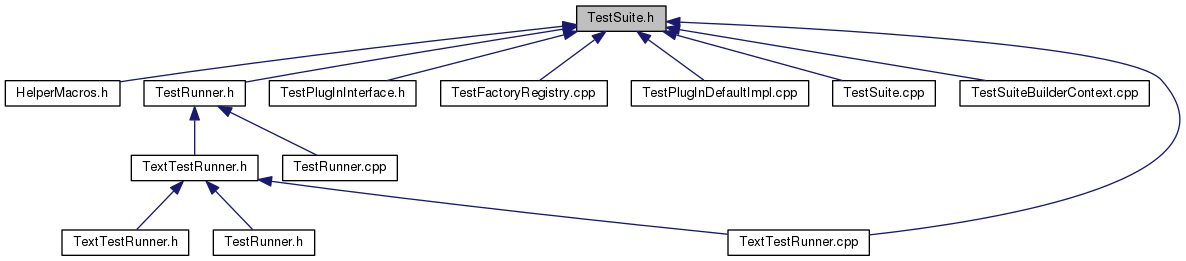 TestSuite.h
HelperMacros.h
TestRunner.h
TestPlugInInterface.h
TestFactoryRegistry.cpp
TestPlugInDefaultImpl.cpp
TestSuite.cpp
TestSuiteBuilderContext.cpp
TextTestRunner.h
TestRunner.cpp
TextTestRunner.h
TestRunner.h
TextTestRunner.cpp